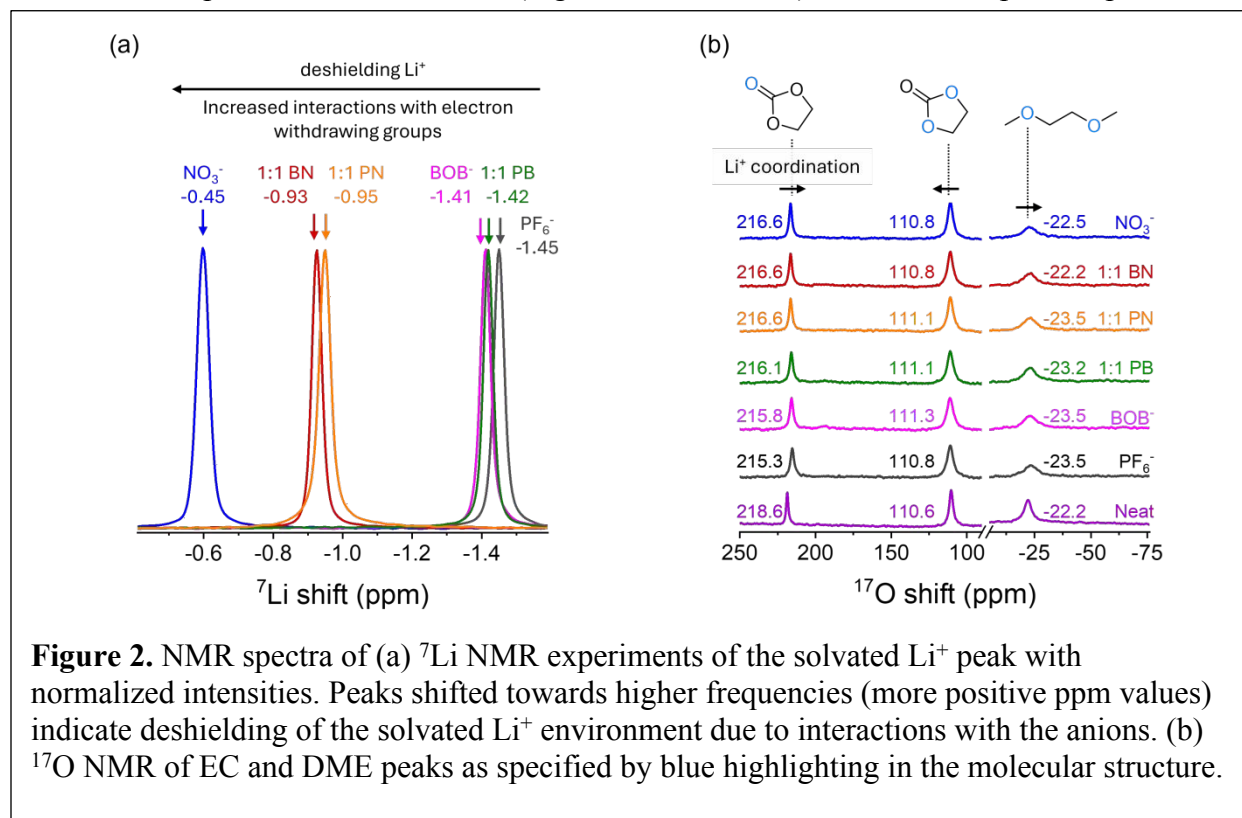 (a)
deshielding Li⁺
Increased interactions with electron
withdrawing groups
NO₃⁻
-0.45
1:1 BN
-0.93
1:1 PN
-0.95
BOB⁻
-1.41
1:1 PB
-1.42
PF₆⁻
-1.45
-0.6 -0.8 -1.0 -1.2 -1.4
⁷Li shift (ppm)
(b)
O O O
O O O
O O
Li⁺ coordination
216.6 110.8 -22.5 NO₃⁻
216.6 110.8 -22.2 1:1 BN
216.6 111.1 -23.5 1:1 PN
216.1 111.1 -23.2 1:1 PB
215.8 111.3 -23.5 BOB⁻
215.3 110.8 -23.5 PF₆⁻
218.6 110.6 -22.2 Neat
250 200 150 100 -25 -50 -75
¹⁷O shift (ppm)
Figure 2. NMR spectra of (a) ⁷Li NMR experiments of the solvated Li⁺ peak with
normalized intensities. Peaks shifted towards higher frequencies (more positive ppm values)
indicate deshielding of the solvated Li⁺ environment due to interactions with the anions. (b)
¹⁷O NMR of EC and DME peaks as specified by blue highlighting in the molecular structure.